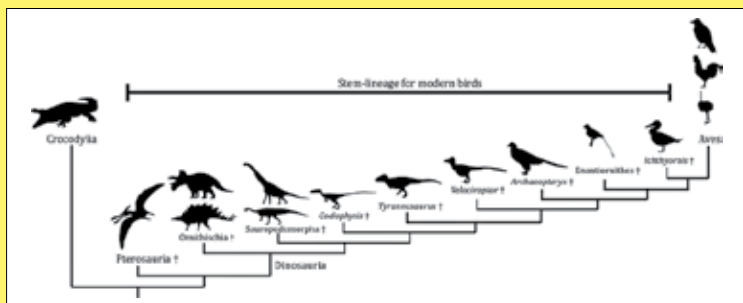 Stem-lineage for modern birds
Crocodylia
Aves
Ichthyornis †
Enantiornithes †
Archaeopteryx †
Velociraptor †
Tyrannosaurus †
Coelophysis †
Sauropodomorpha †
Ornithischia †
Pterosauria †
Dinosauria